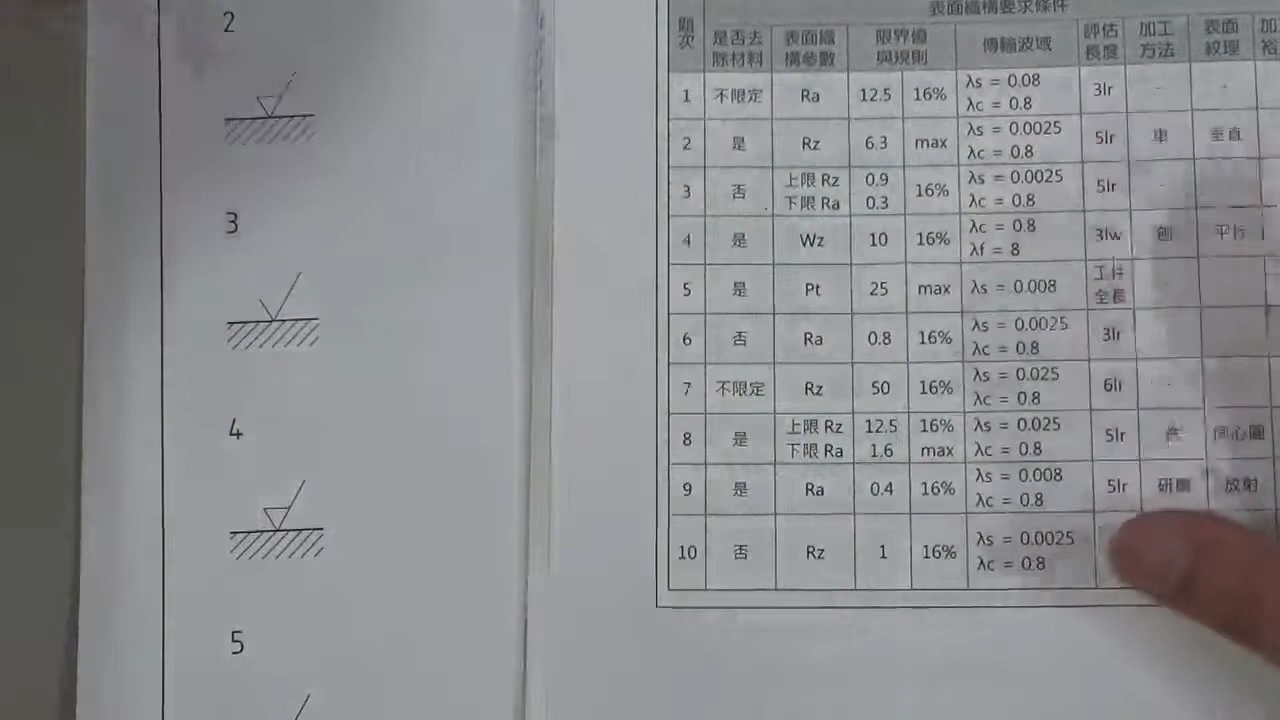 2
3
4
5
表面織構要求條件
題次 是否去除材料 表面織構參數 限界值與規則 傳輸波域 評估長度 加工方法 表面紋理 加
1 不限定 Ra 12.5 16% λs = 0.08 λc = 0.8 3lr - -
2 是 Rz 6.3 max λs = 0.0025 λc = 0.8 5lr 車 垂直
3 否 上限 Rz 下限 Ra 0.9 0.3 16% λs = 0.0025 λc = 0.8 5lr -
4 是 Wz 10 16% λc = 0.8 λf = 8 3lw 刨 平行
5 是 Pt 25 max λs = 0.008 工件全長
6 否 Ra 0.8 16% λs = 0.0025 λc = 0.8 3lr
7 不限定 Rz 50 16% λs = 0.025 λc = 0.8 6lr
8 是 上限 Rz 下限 Ra 12.5 1.6 16% max λs = 0.025 λc = 0.8 5lr 同心圓
9 是 Ra 0.4 16% λs = 0.008 λc = 0.8 5lr 研磨 放射
10 否 Rz 1 16% λs = 0.0025 λc = 0.8